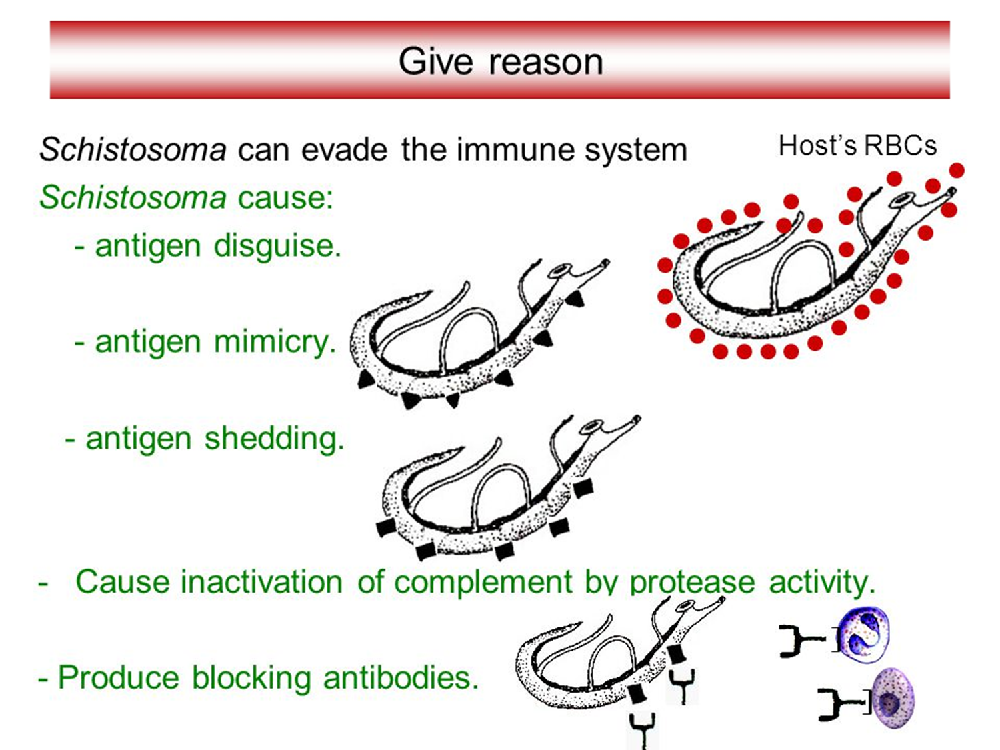 Give reason
Schistosoma can evade the immune system
Host's RBCs
Schistosoma cause:
- antigen disguise.
- antigen mimicry.
- antigen shedding.
- Cause inactivation of complement by protease activity.
- Produce blocking antibodies.